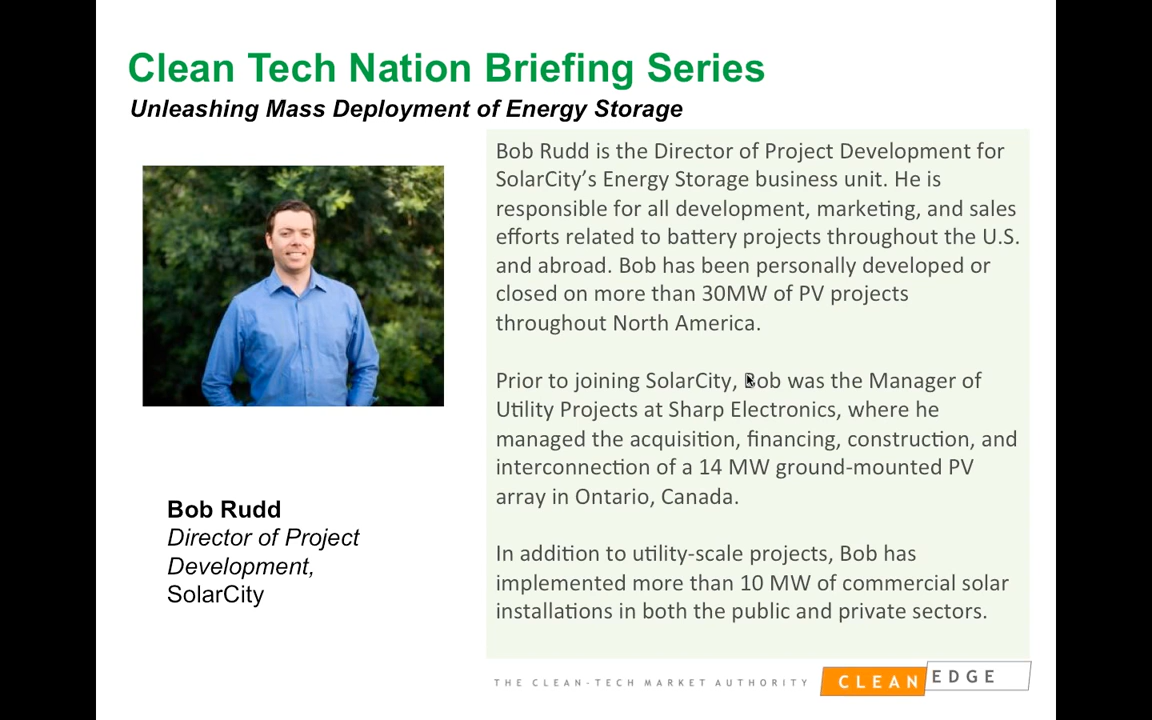 Clean Tech Nation Briefing Series
Unleashing Mass Deployment of Energy Storage
Bob Rudd is the Director of Project Development for
SolarCity’s Energy Storage business unit. He is
responsible for all development, marketing, and sales
efforts related to battery projects throughout the U.S.
and abroad. Bob has been personally developed or
closed on more than 30MW of PV projects
throughout North America.
Prior to joining SolarCity, Bob was the Manager of
Utility Projects at Sharp Electronics, where he
managed the acquisition, financing, construction, and
interconnection of a 14 MW ground-mounted PV
array in Ontario, Canada.
In addition to utility-scale projects, Bob has
implemented more than 10 MW of commercial solar
installations in both the public and private sectors.
Bob Rudd
Director of Project
Development,
SolarCity
THE CLEAN-TECH MARKET AUTHORITY
CLEAN EDGE